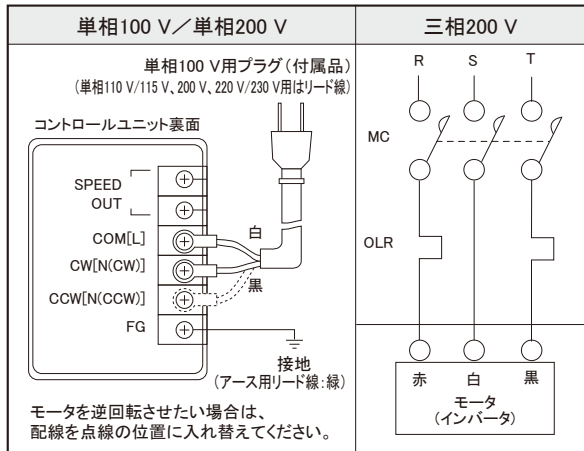 単相100 V／単相200 V
単相100 V用プラグ（付属品）
（単相110 V/115 V、200 V、220 V/230 V用はリード線）
コントロールユニット裏面
SPEED
OUT
COM[L]
CW[N(CW)]
CCW[N(CCW)]
FG
白
黒
接地
（アース用リード線：緑）
モータを逆回転させたい場合は、
配線を点線の位置に入れ替えてください。
三相200 V
R S T
MC
OLR
赤 白 黒
モータ
（インバータ）